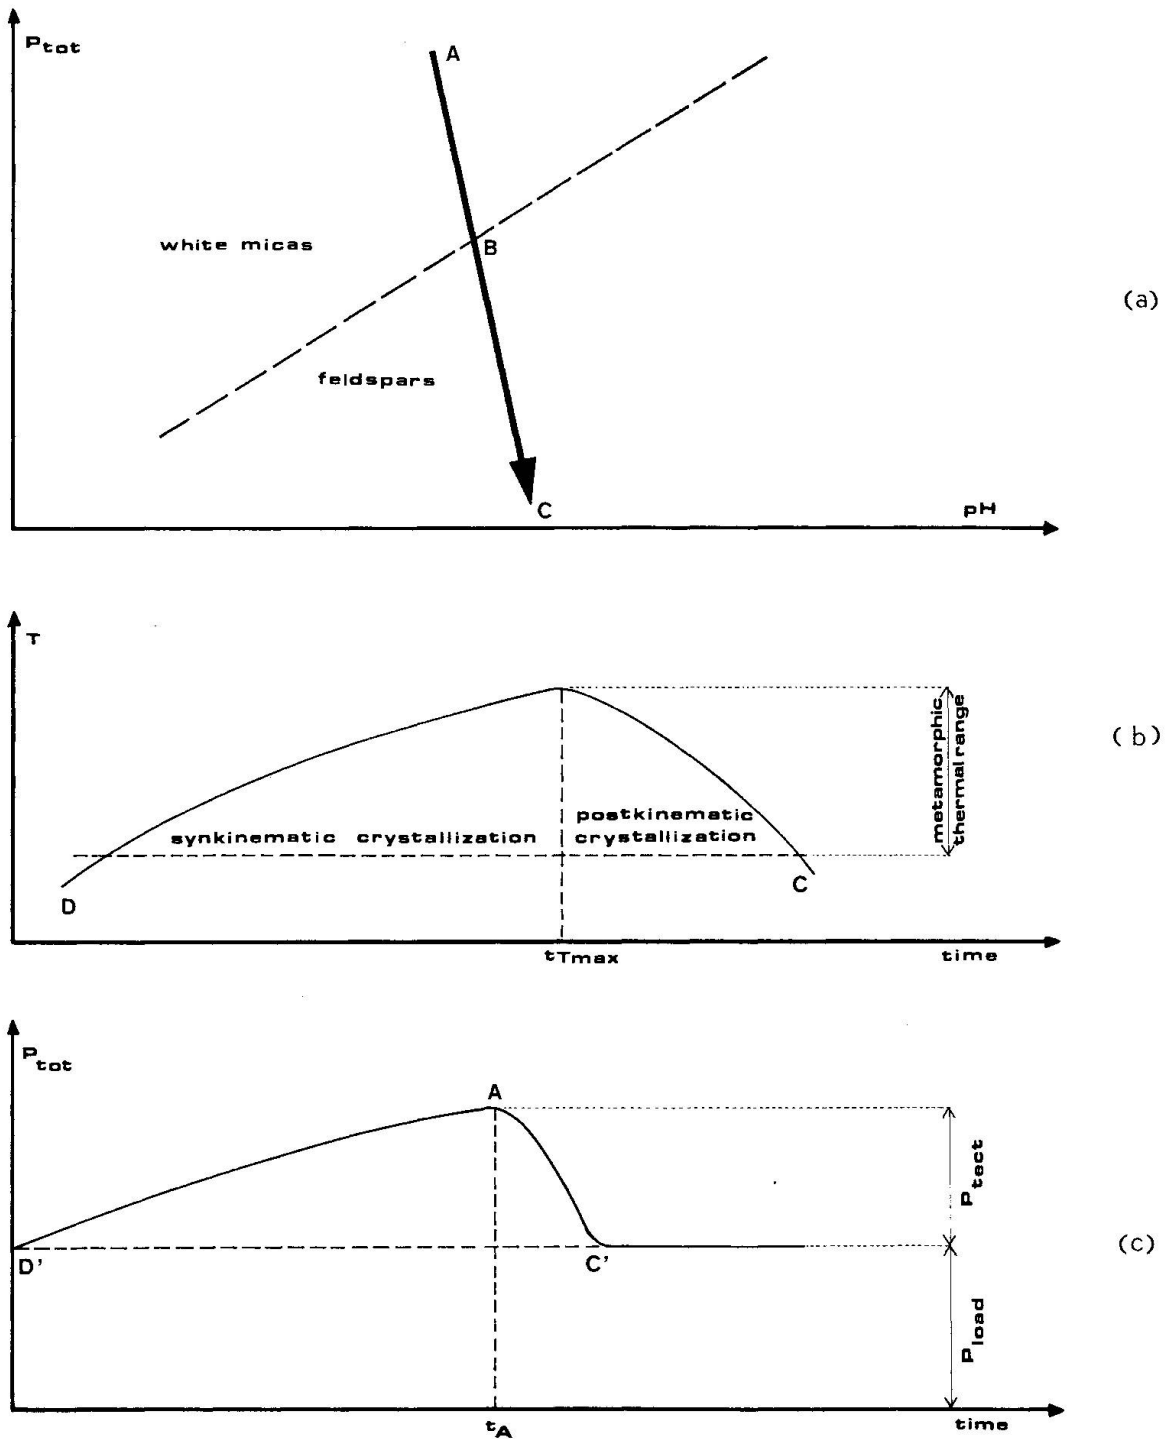 Ptot
A
white micas
B
(a)
feldspars
C
pH
T
metamorphic
thermal range
(b)
postkinematic
synkinematic crystallization
crystallization
D
C
tTmax
time
Ptot
A
Ptect
D'
C'
(c)
Pload
tA
time